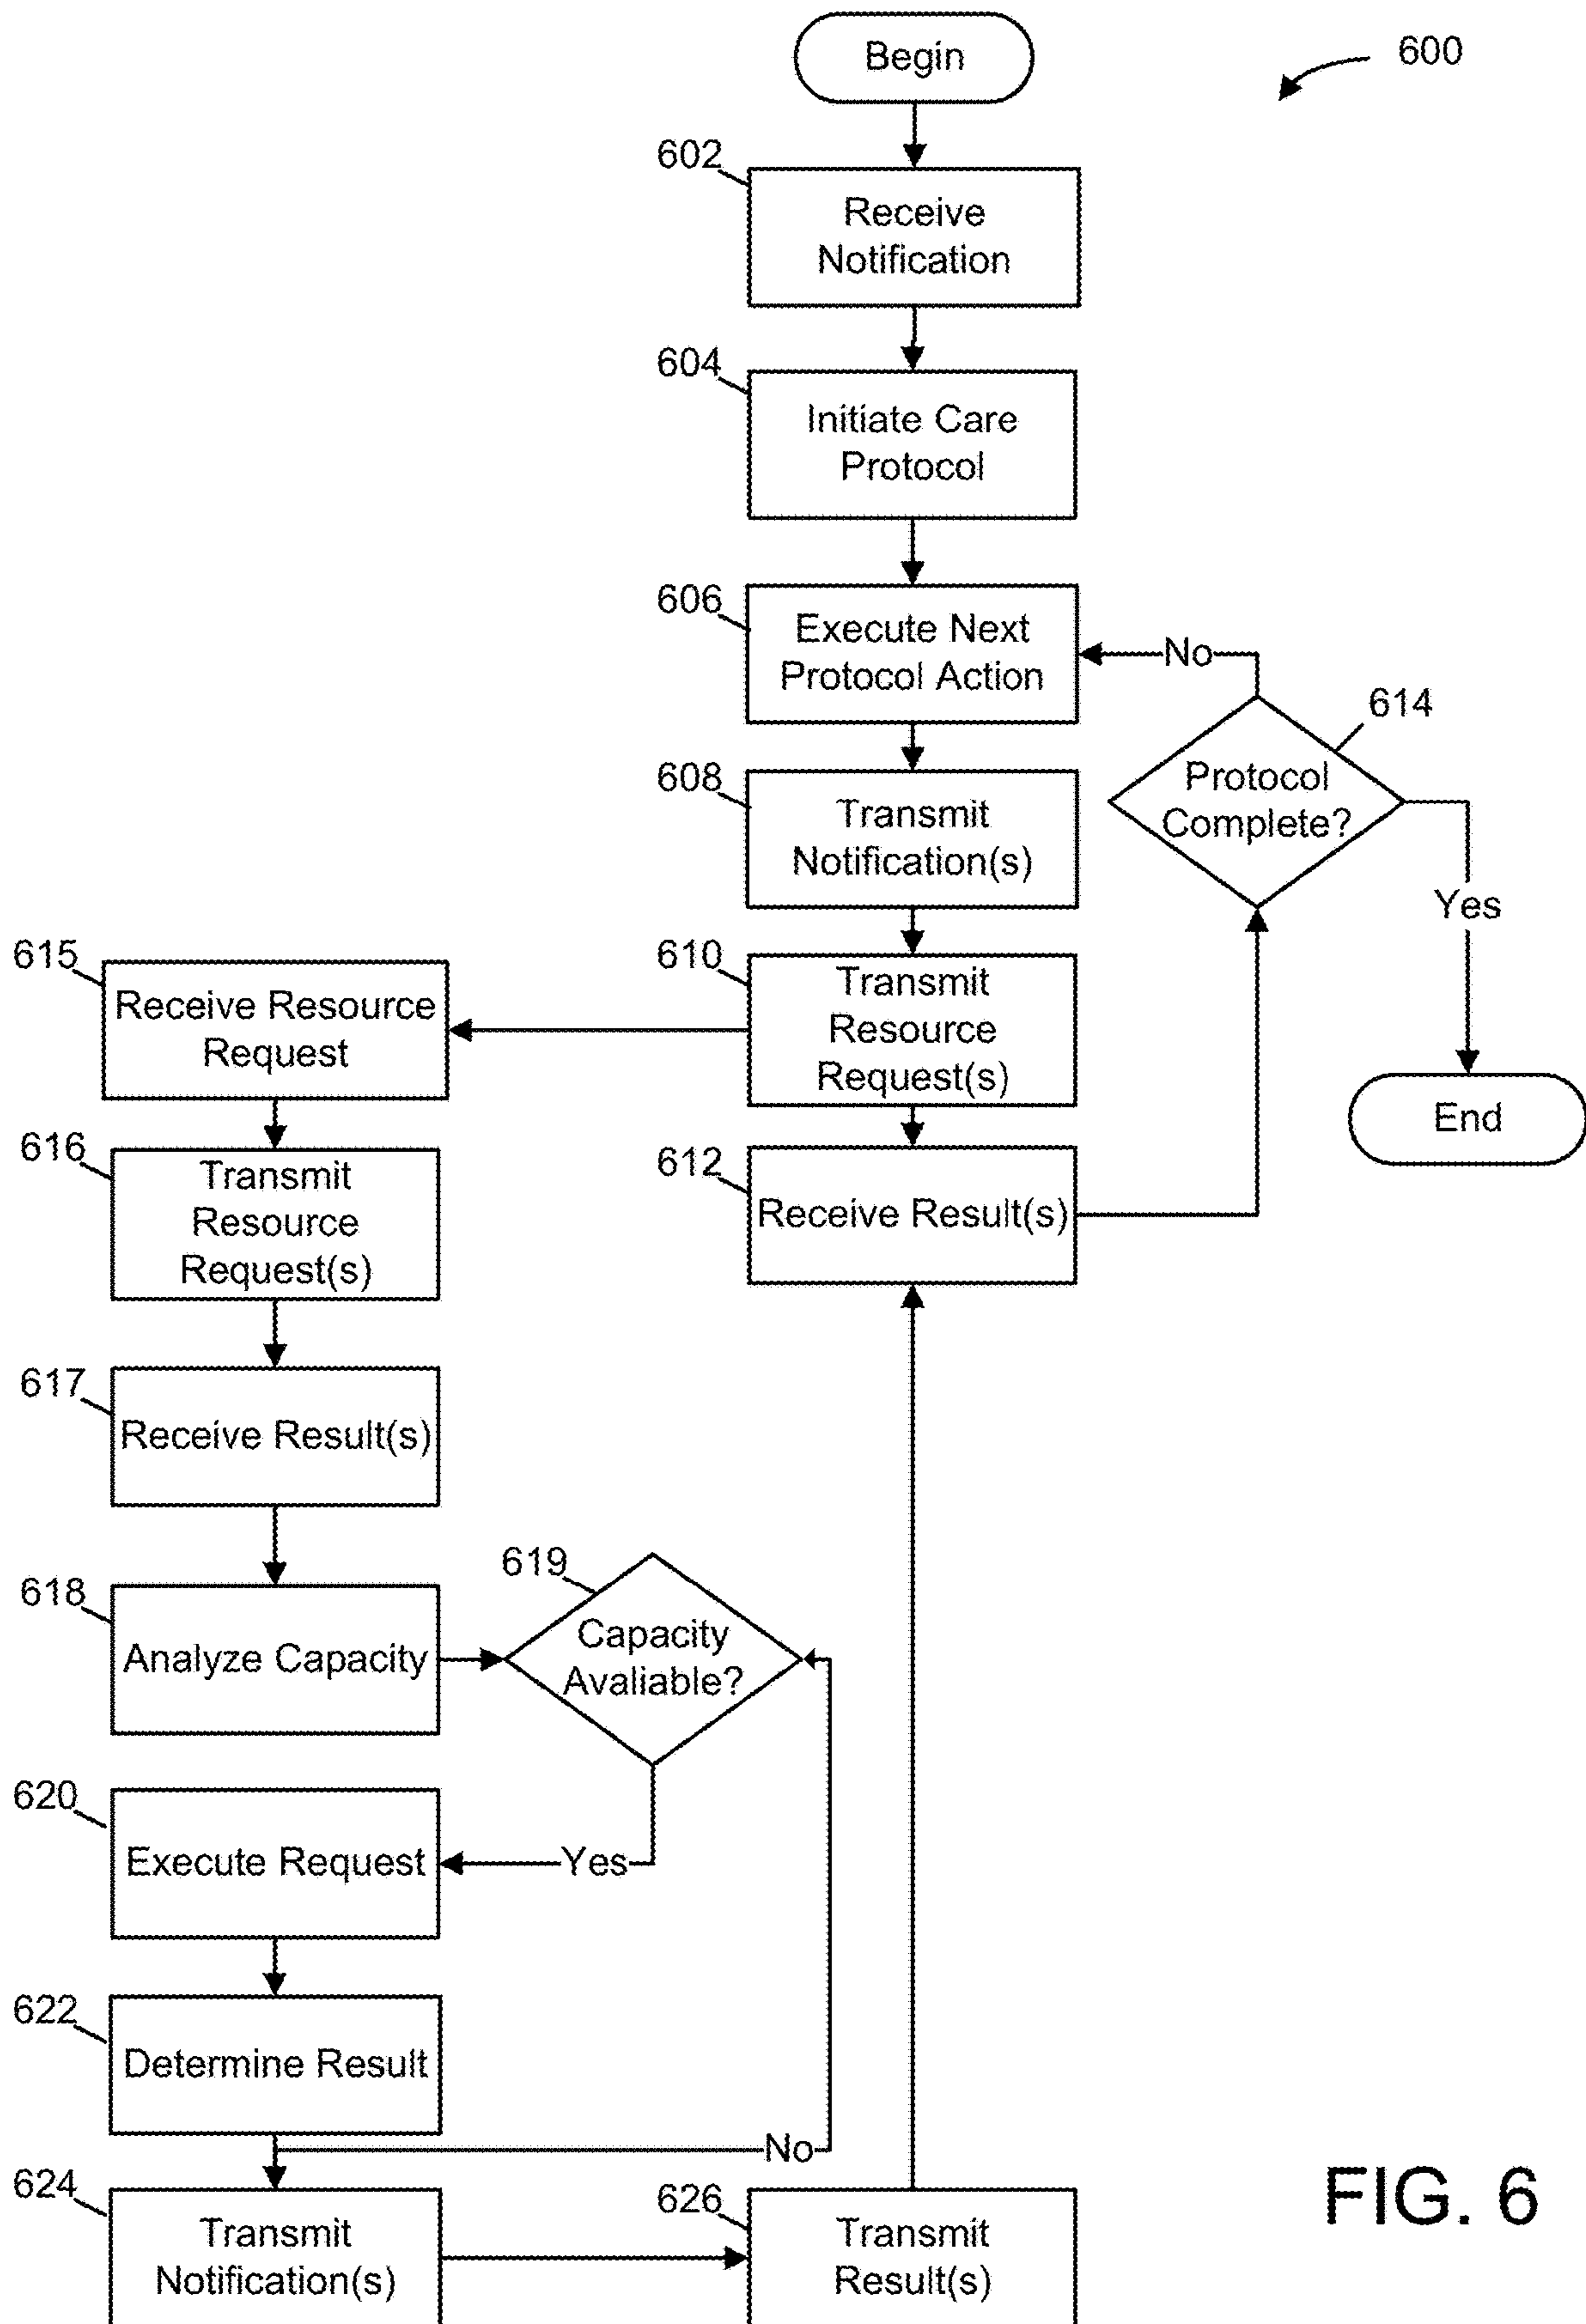 Begin
600
602
Receive
Notification
604
Initiate Care
Protocol
606
Execute Next
Protocol Action
No
614
Protocol
Complete?
608
Transmit
Notification(s)
Yes
615
Receive Resource
Request
610
Transmit
Resource
Request(s)
End
616
Transmit
Resource
Request(s)
612
Receive Result(s)
617
Receive Result(s)
618
Analyze Capacity
619
Capacity
Avaliable?
620
Execute Request
Yes
622
Determine Result
No
624
Transmit
Notification(s)
626
Transmit
Result(s)
FIG. 6